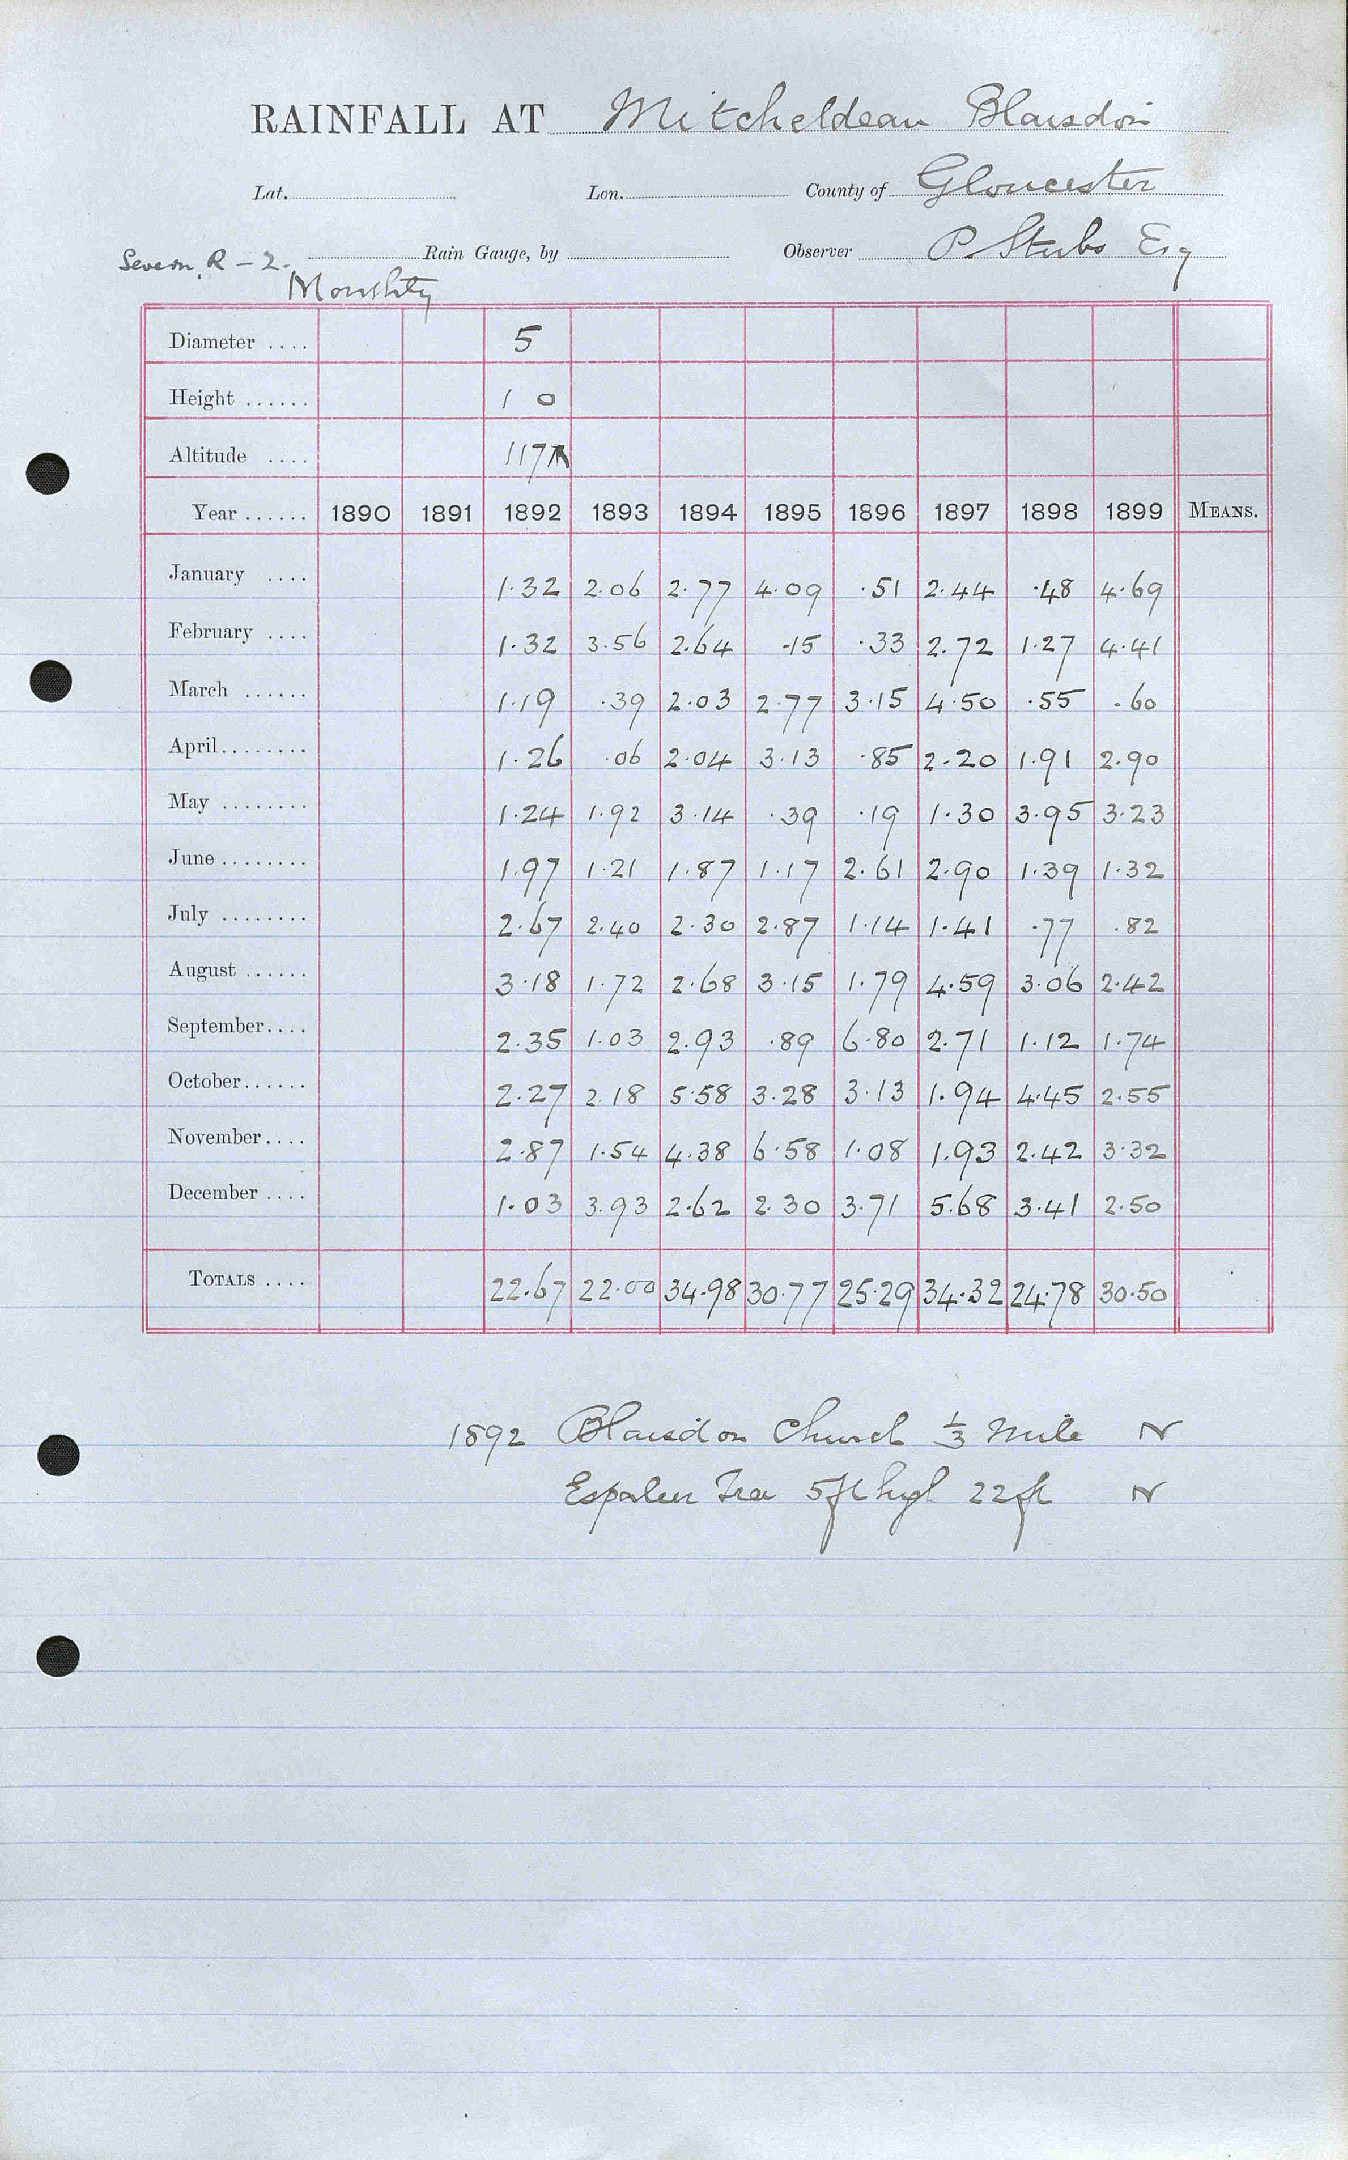 RAINFALL AT Mitcheldean Blaisdon
Lat. Lon. County of Gloucester
Severn R - 2. Rain Gauge, by Observer P Stubs Esq
Monthly
Diameter .... 5
Height ...... 1 0
Altitude .... 117
Year ...... 1890 1891 1892 1893 1894 1895 1896 1897 1898 1899 MEANS.
January .... 1.32 2.06 2.77 4.09 .51 2.44 .48 4.69
February .... 1.32 3.56 2.64 .15 .33 2.72 1.27 4.41
March ...... 1.19 .39 2.03 2.77 3.15 4.50 .55 .60
April........ 1.26 .06 2.04 3.13 .85 2.20 1.91 2.90
May ........ 1.24 1.92 3.14 .39 .19 1.30 3.95 3.23
June ........ 1.97 1.21 1.87 1.17 2.61 2.90 1.39 1.32
July ........ 2.67 2.40 2.30 2.87 1.14 1.41 .77 .82
August ...... 3.18 1.72 2.68 3.15 1.79 4.59 3.06 2.42
September.... 2.35 1.03 2.93 .89 6.80 2.71 1.12 1.74
October...... 2.27 2.18 5.58 3.28 3.13 1.94 4.45 2.55
November.... 2.87 1.54 4.38 6.58 1.08 1.93 2.42 3.32
December .... 1.03 3.93 2.62 2.30 3.71 5.68 3.41 2.50
TOTALS .... 22.67 22.00 34.98 30.77 25.29 34.32 24.78 30.50
1892 Blaisdon Church 1/3 Mile N
Espalier Tree 5ft high 22ft N